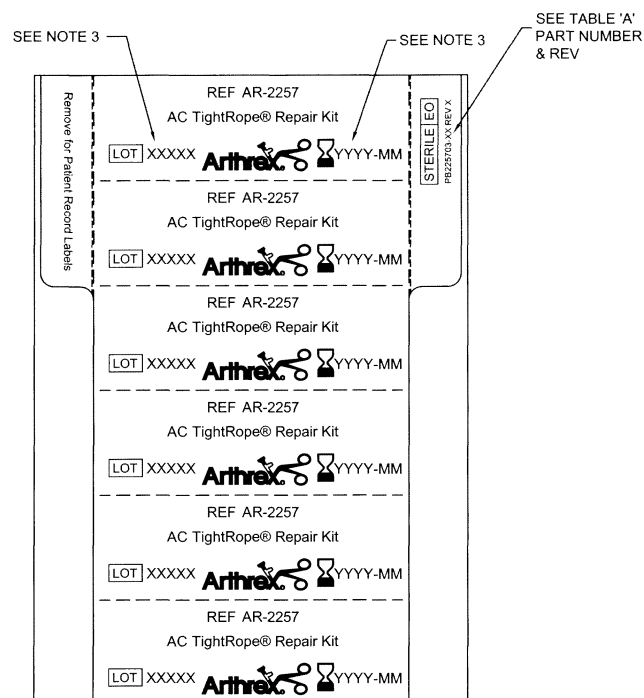 SEE NOTE 3
SEE NOTE 3
SEE TABLE 'A'
PART NUMBER
& REV
Remove for Patient Record Labels
STERILE EO
PB225703-XX REV X
REF AR-2257
AC TightRope® Repair Kit
LOT XXXXX Arthrex® YYYY-MM
REF AR-2257
AC TightRope® Repair Kit
LOT XXXXX Arthrex® YYYY-MM
REF AR-2257
AC TightRope® Repair Kit
LOT XXXXX Arthrex® YYYY-MM
REF AR-2257
AC TightRope® Repair Kit
LOT XXXXX Arthrex® YYYY-MM
REF AR-2257
AC TightRope® Repair Kit
LOT XXXXX Arthrex® YYYY-MM
REF AR-2257
AC TightRope® Repair Kit
LOT XXXXX Arthrex® YYYY-MM